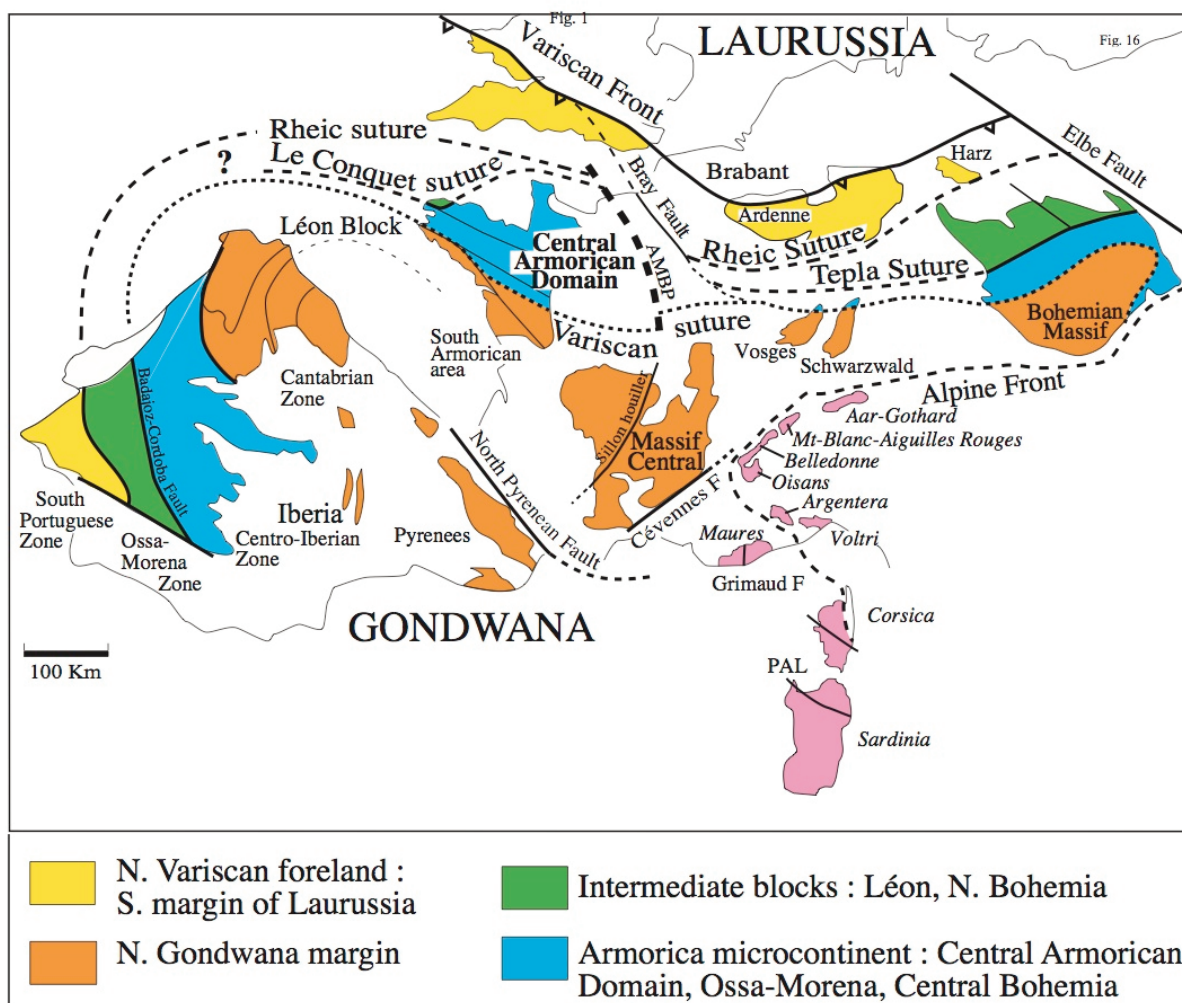 Fig. 1
LAURUSSIA
Fig. 16
Variscan Front
Rheic suture
?
Le Conquet suture
Bray Fault
Brabant
Harz
Elbe Fault
Ardenne
Léon Block
Central
Armorican
Domain
AMBP
Rheic Suture
Tepla Suture
Variscan suture
Bohemian
Massif
South
Armorican
area
Vosges
Schwarzwald
Alpine Front
Cantabrian
Zone
Badajoz-Cordoba Fault
Sillon houiller
Massif
Central
Aar-Gothard
Mt-Blanc-Aiguilles Rouges
Belledonne
Oisans
North Pyrenean Fault
Cévennes F
Argentera
South
Portuguese
Zone
Ossa-
Morena
Zone
Iberia
Centro-Iberian
Zone
Pyrenees
Maures
Voltri
Grimaud F
GONDWANA
Corsica
100 Km
PAL
Sardinia
N. Variscan foreland :
S. margin of Laurussia
N. Gondwana margin
Intermediate blocks : Léon, N. Bohemia
Armorica microcontinent : Central Armorican
Domain, Ossa-Morena, Central Bohemia